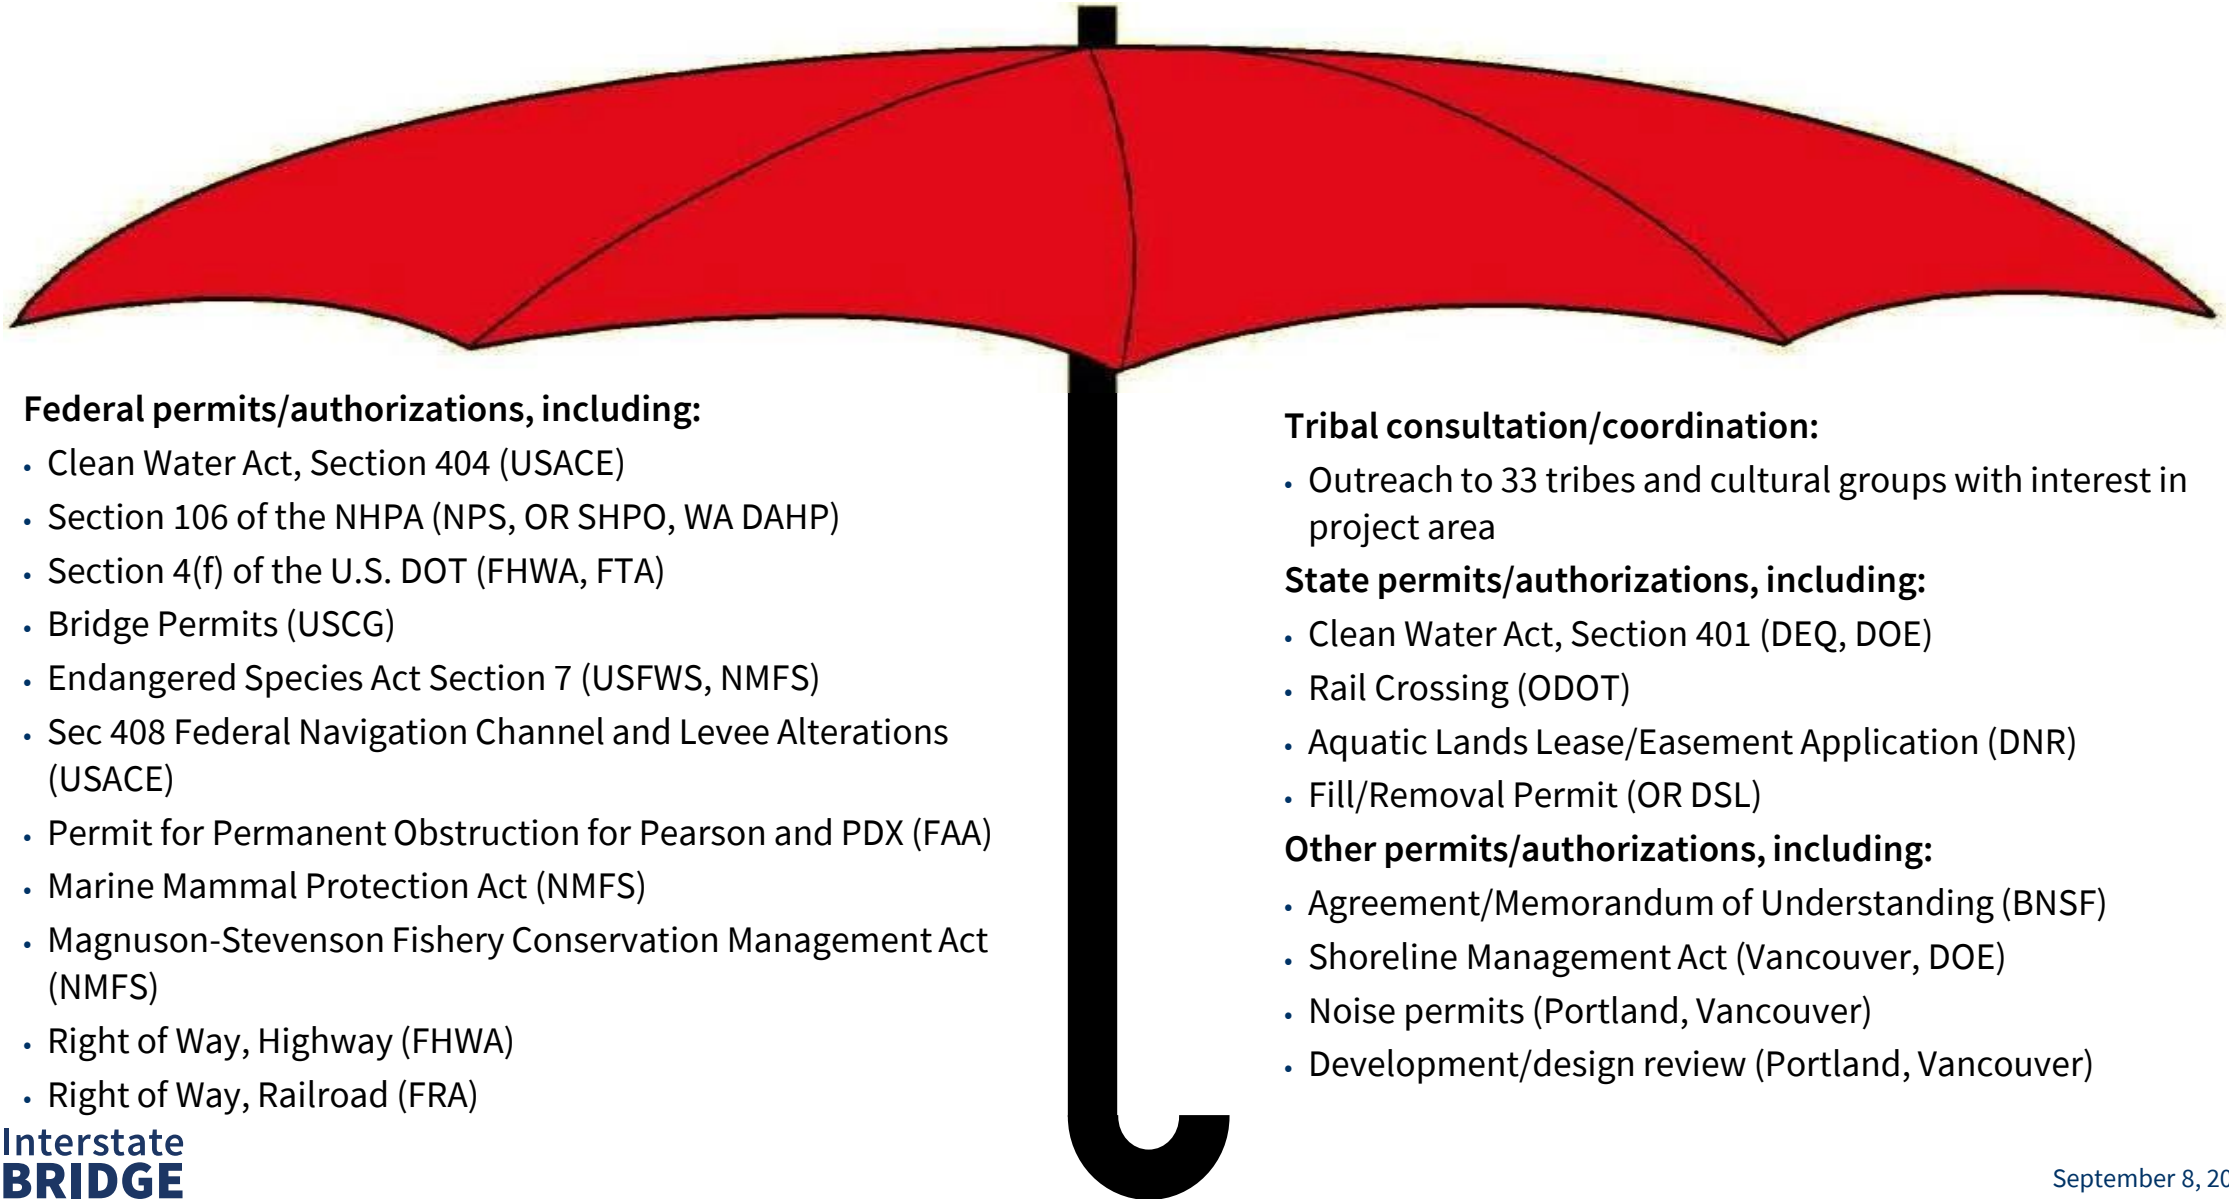 Federal permits/authorizations, including:
• Clean Water Act, Section 404 (USACE)
• Section 106 of the NHPA (NPS, OR SHPO, WA DAHP)
• Section 4(f) of the U.S. DOT (FHWA, FTA)
• Bridge Permits (USCG)
• Endangered Species Act Section 7 (USFWS, NMFS)
• Sec 408 Federal Navigation Channel and Levee Alterations
(USACE)
• Permit for Permanent Obstruction for Pearson and PDX (FAA)
• Marine Mammal Protection Act (NMFS)
• Magnuson-Stevenson Fishery Conservation Management Act
(NMFS)
• Right of Way, Highway (FHWA)
• Right of Way, Railroad (FRA)
Tribal consultation/coordination:
• Outreach to 33 tribes and cultural groups with interest in
project area
State permits/authorizations, including:
• Clean Water Act, Section 401 (DEQ, DOE)
• Rail Crossing (ODOT)
• Aquatic Lands Lease/Easement Application (DNR)
• Fill/Removal Permit (OR DSL)
Other permits/authorizations, including:
• Agreement/Memorandum of Understanding (BNSF)
• Shoreline Management Act (Vancouver, DOE)
• Noise permits (Portland, Vancouver)
• Development/design review (Portland, Vancouver)
Interstate
BRIDGE
September 8, 20